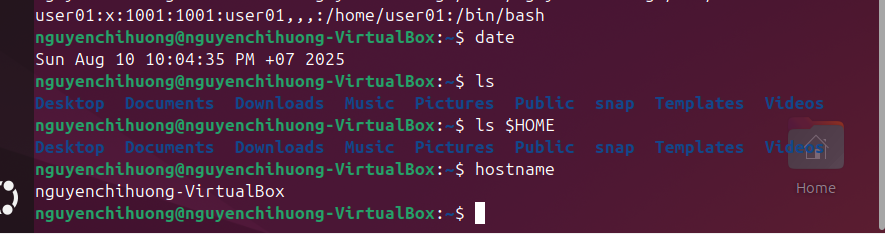 user01:x:1001:1001:user01,,,:/home/user01:/bin/bash
nguyenchihuong@nguyenchihuong-VirtualBox:~$ date
Sun Aug 10 10:04:35 PM +07 2025
nguyenchihuong@nguyenchihuong-VirtualBox:~$ ls
Desktop Documents Downloads Music Pictures Public snap Templates Videos
nguyenchihuong@nguyenchihuong-VirtualBox:~$ ls $HOME
Desktop Documents Downloads Music Pictures Public snap Templates Videos
nguyenchihuong@nguyenchihuong-VirtualBox:~$ hostname
nguyenchihuong-VirtualBox
Home
nguyenchihuong@nguyenchihuong-VirtualBox:~$